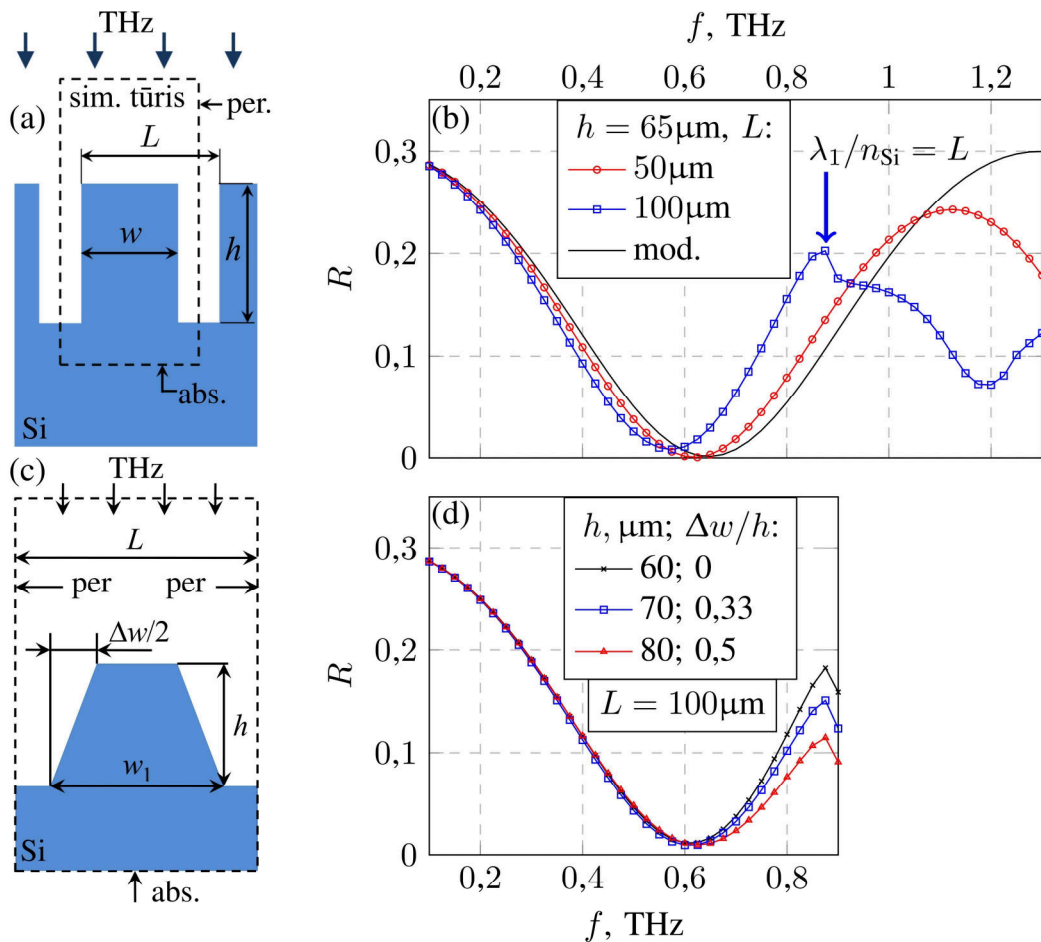 THz
(a)
sim. tūris
per.
L
w
h
abs.
Si
f, THz
0,2 0,4 0,6 0,8 1 1,2
(b)
h = 65µm, L:
50µm
100µm
mod.
λ₁/n_Si = L
0,3
0,2
0,1
0
R
(c)
THz
L
per per
Δw/2
h
w₁
Si
abs.
(d)
h, µm; Δw/h:
60; 0
70; 0,33
80; 0,5
L = 100µm
0,3
0,2
0,1
0
R
0,2 0,4 0,6 0,8
f, THz